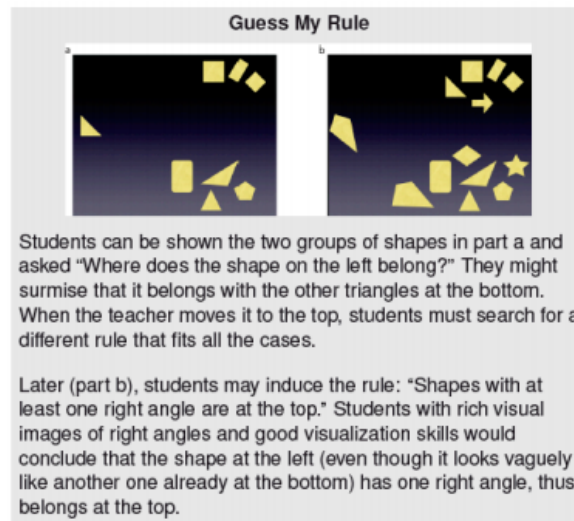 Guess My Rule
a
b
Students can be shown the two groups of shapes in part a and
asked “Where does the shape on the left belong?” They might
surmise that it belongs with the other triangles at the bottom.
When the teacher moves it to the top, students must search for a
different rule that fits all the cases.
Later (part b), students may induce the rule: “Shapes with at
least one right angle are at the top.” Students with rich visual
images of right angles and good visualization skills would
conclude that the shape at the left (even though it looks vaguely
like another one already at the bottom) has one right angle, thus
belongs at the top.